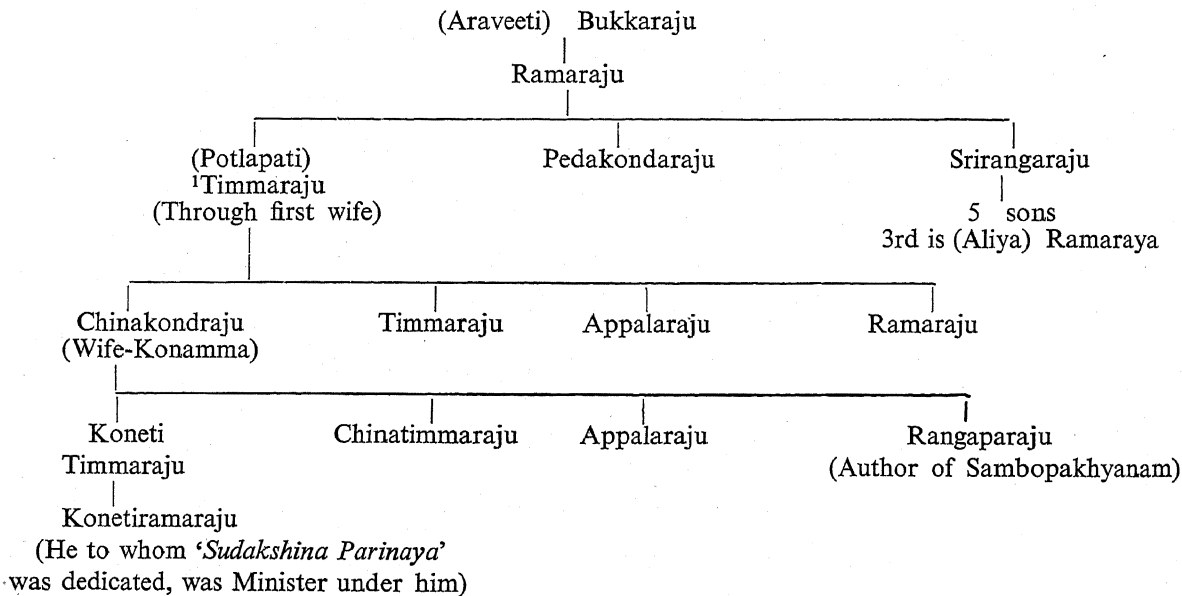 (Araveeti) Bukkaraju
Ramaraju
(Potlapati) Pedakondaraju Srirangaraju
¹Timmaraju
(Through first wife) 5 sons
3rd is (Aliya) Ramaraya
Chinakondraju Timmaraju Appalaraju Ramaraju
(Wife-Konamma)
Koneti Chinatimmaraju Appalaraju Rangaparaju
Timmaraju (Author of Sambopakhyanam)
Konetiramaraju
(He to whom ‘Sudakshina Parinaya’
was dedicated, was Minister under him)